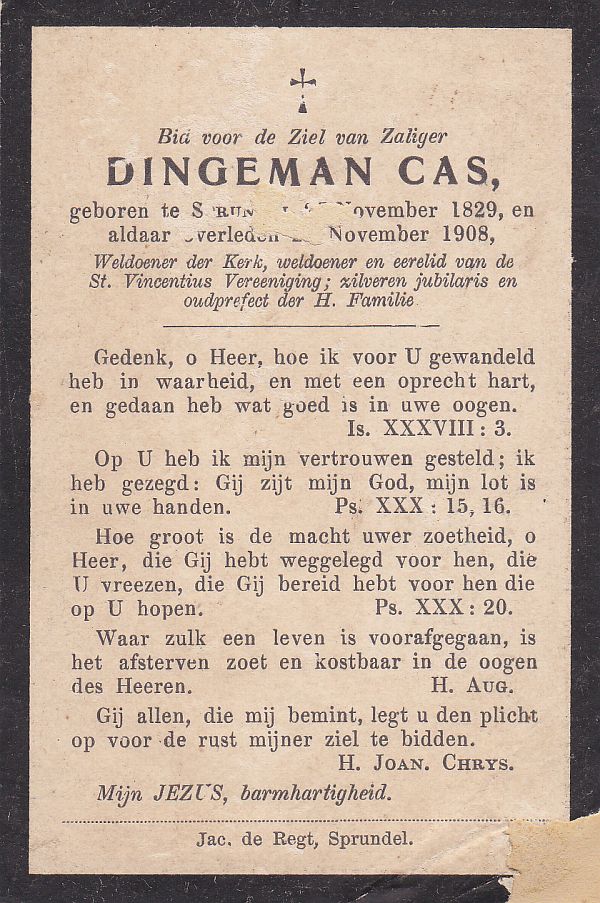 Bid voor de Ziel van Zaliger
DINGEMAN CAS,
geboren te November 1829, en
aldaar overleden November 1908,
Weldoener der Kerk, weldoener en eerelid van de
St. Vincentius Vereeniging; zilveren jubilaris en
oudprefect der H. Familie
Gedenk, o Heer, hoe ik voor U gewandeld
heb in waarheid, en met een oprecht hart,
en gedaan heb wat goed is in uwe oogen.
Is. XXXVIII: 3.
Op U heb ik mijn vertrouwen gesteld; ik
heb gezegd: Gij zijt mijn God, mijn lot is
in uwe handen. Ps. XXX: 15, 16.
Hoe groot is de macht uwer zoetheid, o
Heer, die Gij hebt weggelegd voor hen, die
U vreezen, die Gij bereid hebt voor hen die
op U hopen. Ps. XXX: 20.
Waar zulk een leven is voorafgegaan, is
het afsterven zoet en kostbaar in de oogen
des Heeren. H. Aug.
Gij allen, die mij bemint, legt u den plicht
op voor de rust mijner ziel te bidden.
H. Joan. Chrys.
Mijn JEZUS, barmhartigheid.
Jac. de Regt, Sprundel.